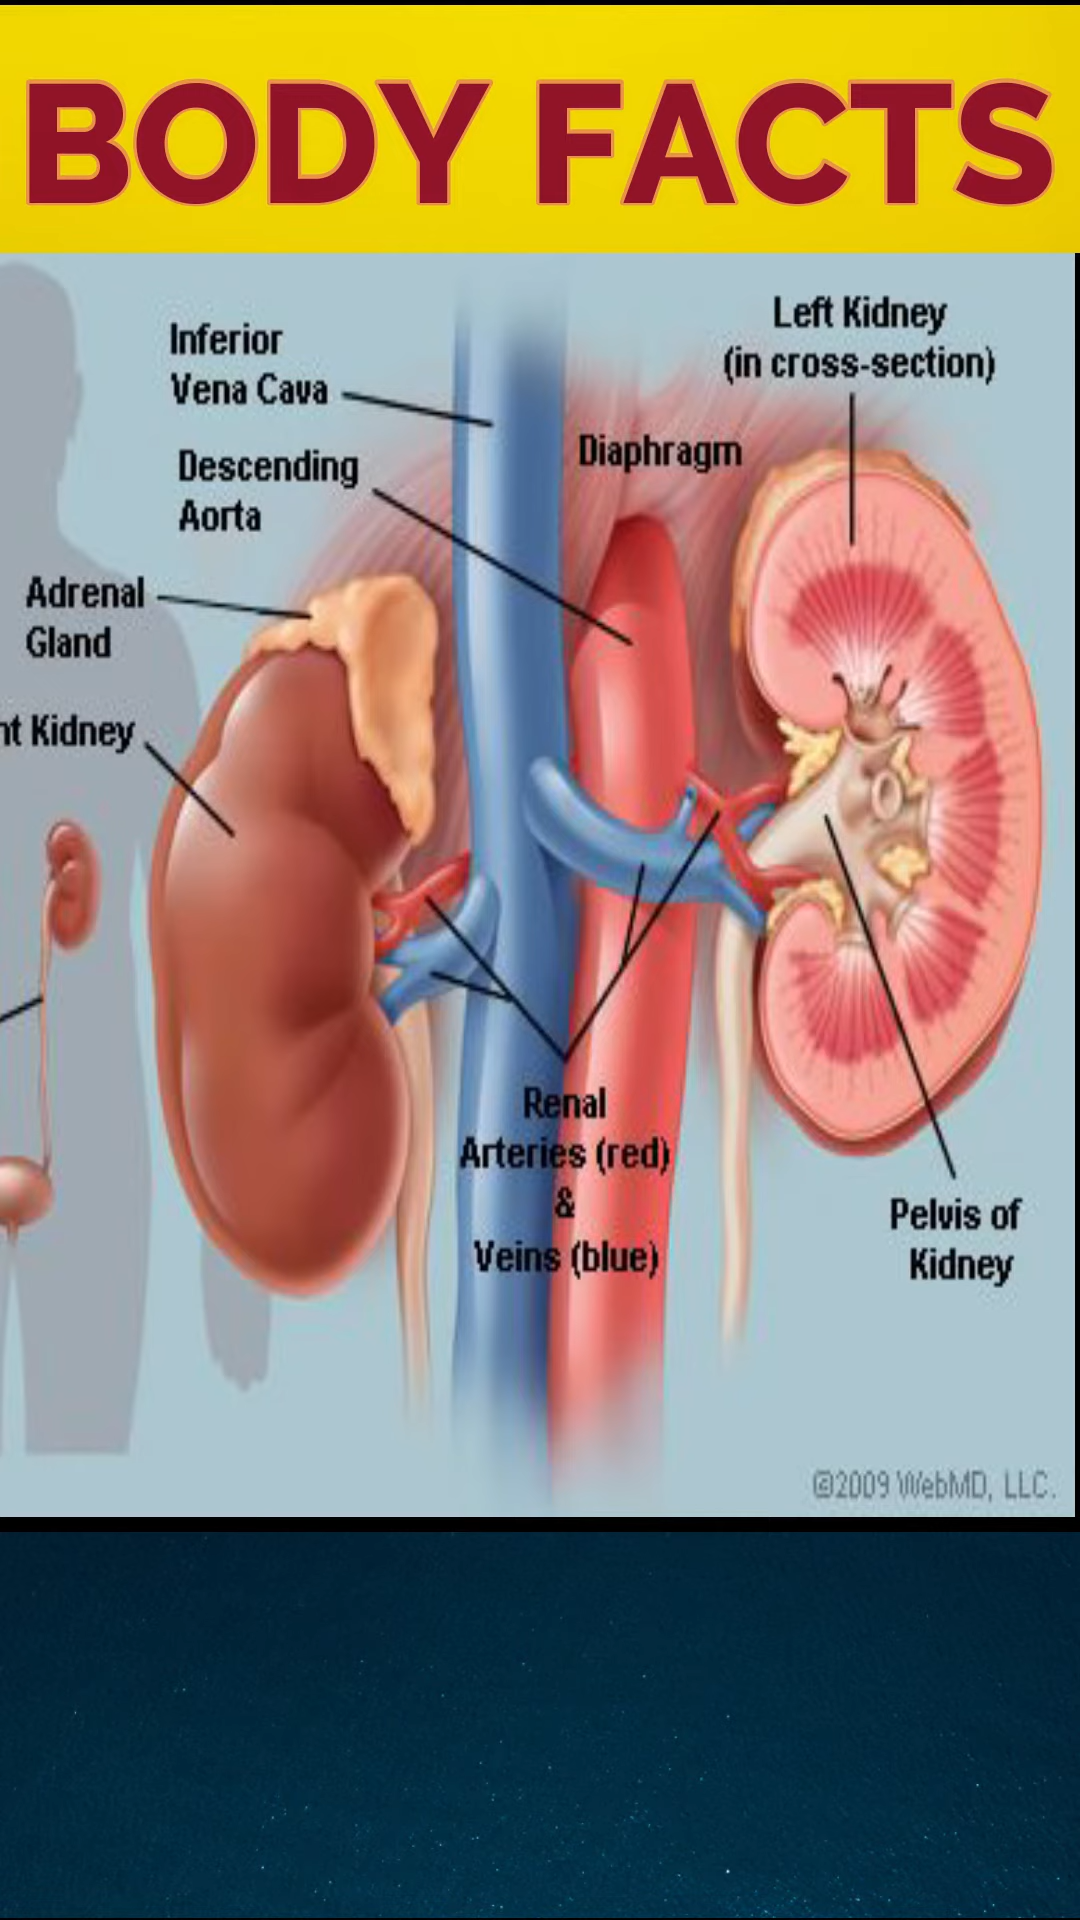 BODY FACTS
Left Kidney
(in cross-section)
Inferior
Vena Cava
Diaphragm
Descending
Aorta
Adrenal
Gland
nt Kidney
Renal
Arteries (red)
&
Veins (blue)
Pelvis of
Kidney
©2009 WebMD, LLC.